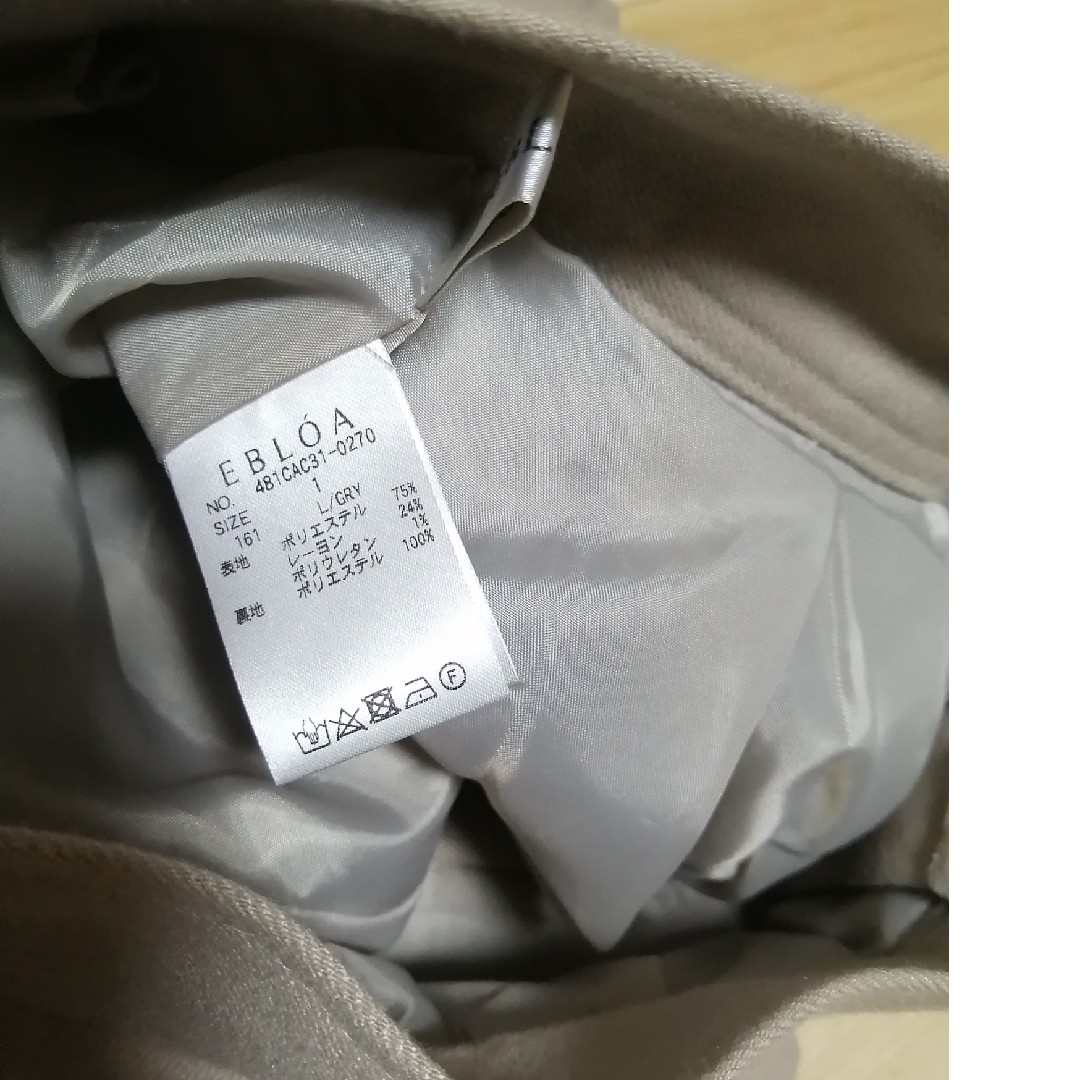 EBLÓA
NO. 481CAC31-0270
SIZE 1
161 L/GRY
表地 ポリエステル 75%
レーヨン 24%
ポリウレタン 1%
裏地 ポリエステル 100%
F